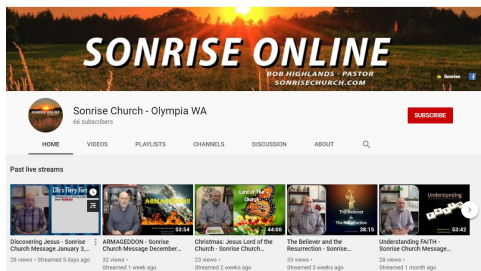 SONRISE ONLINE
BOB HIGHLANDS - PASTOR
SONRISECHURCH.COM
Sonrise
Sonrise Church - Olympia WA
66 subscribers
SUBSCRIBE
HOME VIDEOS PLAYLISTS CHANNELS DISCUSSION ABOUT
Past live streams
Life's Fiery
ARMAGEDDON
53:54
Lord of The
Church
44:00
The Believer
&
The Resurrection
38:15
Understanding
53:42
Discovering Jesus - Sonrise
Church Message January 3,...
28 views • Streamed 5 days ago
ARMAGEDDON - Sonrise
Church Message December...
32 views •
Streamed 1 week ago
Christmas: Jesus Lord of the
Church - Sonrise Church...
23 views •
Streamed 2 weeks ago
The Believer and the
Resurrection - Sonrise...
33 views •
Streamed 3 weeks ago
Understanding FAITH -
Sonrise Church Message...
28 views •
Streamed 1 month ago